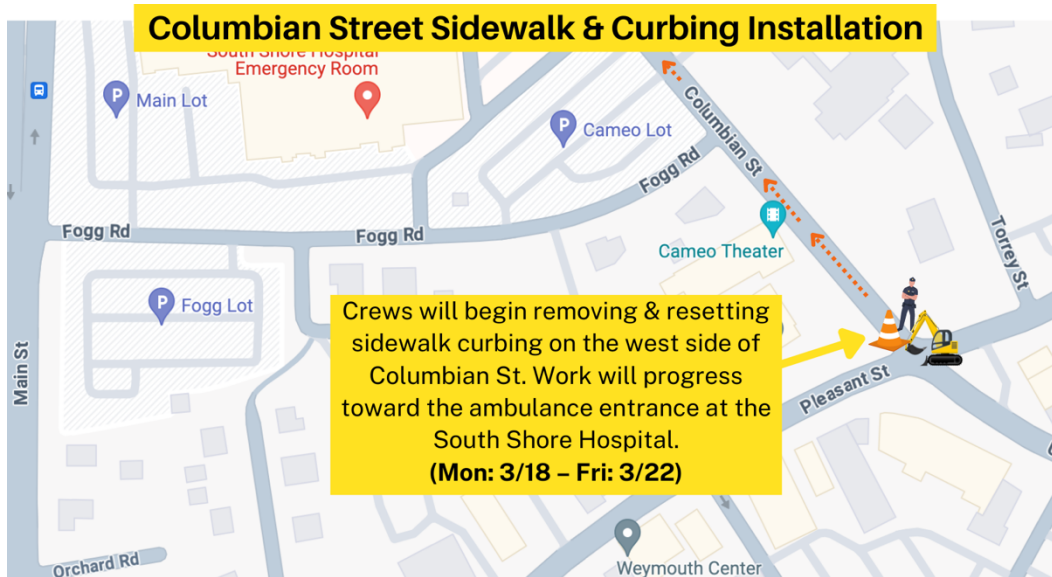 Columbian Street Sidewalk & Curbing Installation
South Shore Hospital
Emergency Room
P
Main Lot
P
Cameo Lot
Columbian St
Fogg Rd
Fogg Rd
Fogg Rd
Cameo Theater
Torrey St
P
Fogg Lot
Main St
Crews will begin removing & resetting
sidewalk curbing on the west side of
Columbian St. Work will progress
toward the ambulance entrance at the
South Shore Hospital.
(Mon: 3/18 – Fri: 3/22)
Pleasant St
Orchard Rd
Weymouth Center